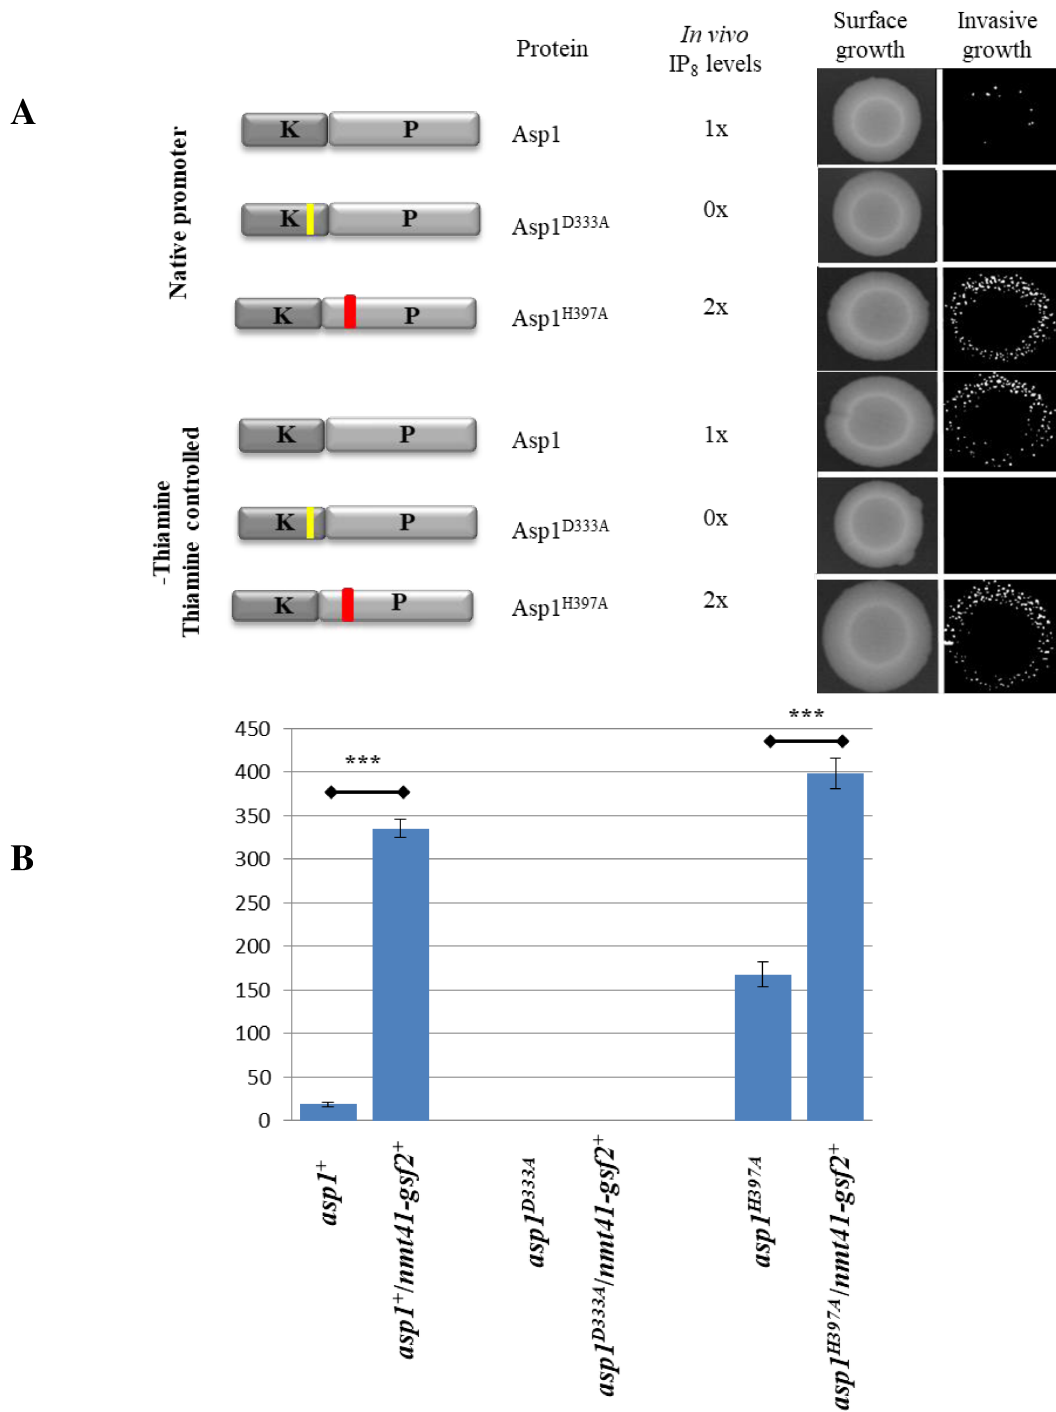 Protein
In vivo
IP₈ levels
Surface
growth
Invasive
growth
A
Native promoter
K P Asp1 1x
K P Asp1ᴰ³³³ᴬ 0x
K P Asp1ᴴ³⁹⁷ᴬ 2x
-Thiamine
Thiamine controlled
K P Asp1 1x
K P Asp1ᴰ³³³ᴬ 0x
K P Asp1ᴴ³⁹⁷ᴬ 2x
B
450
400
350
300
250
200
150
100
50
0
***
***
asp1⁺
asp1⁺/nmt41-gsf2⁺
asp1ᴰ³³³ᴬ
asp1ᴰ³³³ᴬ/nmt41-gsf2⁺
asp1ᴴ³⁹⁷ᴬ
asp1ᴴ³⁹⁷ᴬ/nmt41-gsf2⁺